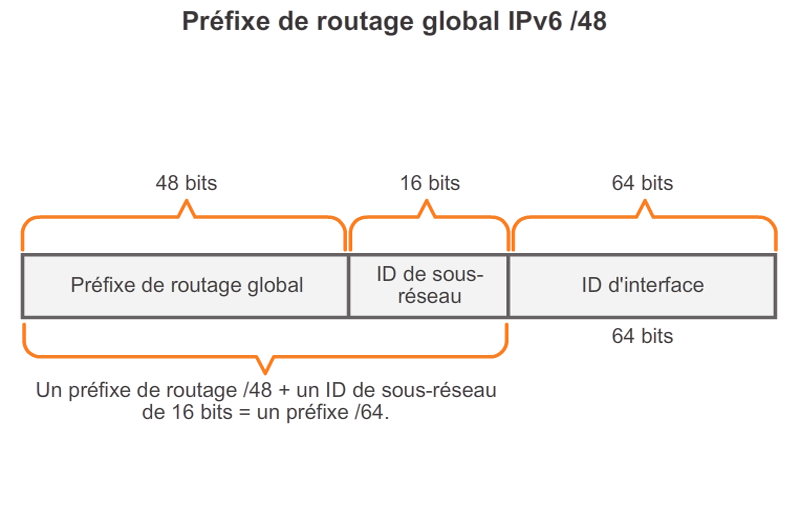 Préfixe de routage global IPv6 /48
48 bits
16 bits
64 bits
Préfixe de routage global
ID de sous-
réseau
ID d'interface
64 bits
Un préfixe de routage /48 + un ID de sous-réseau
de 16 bits = un préfixe /64.